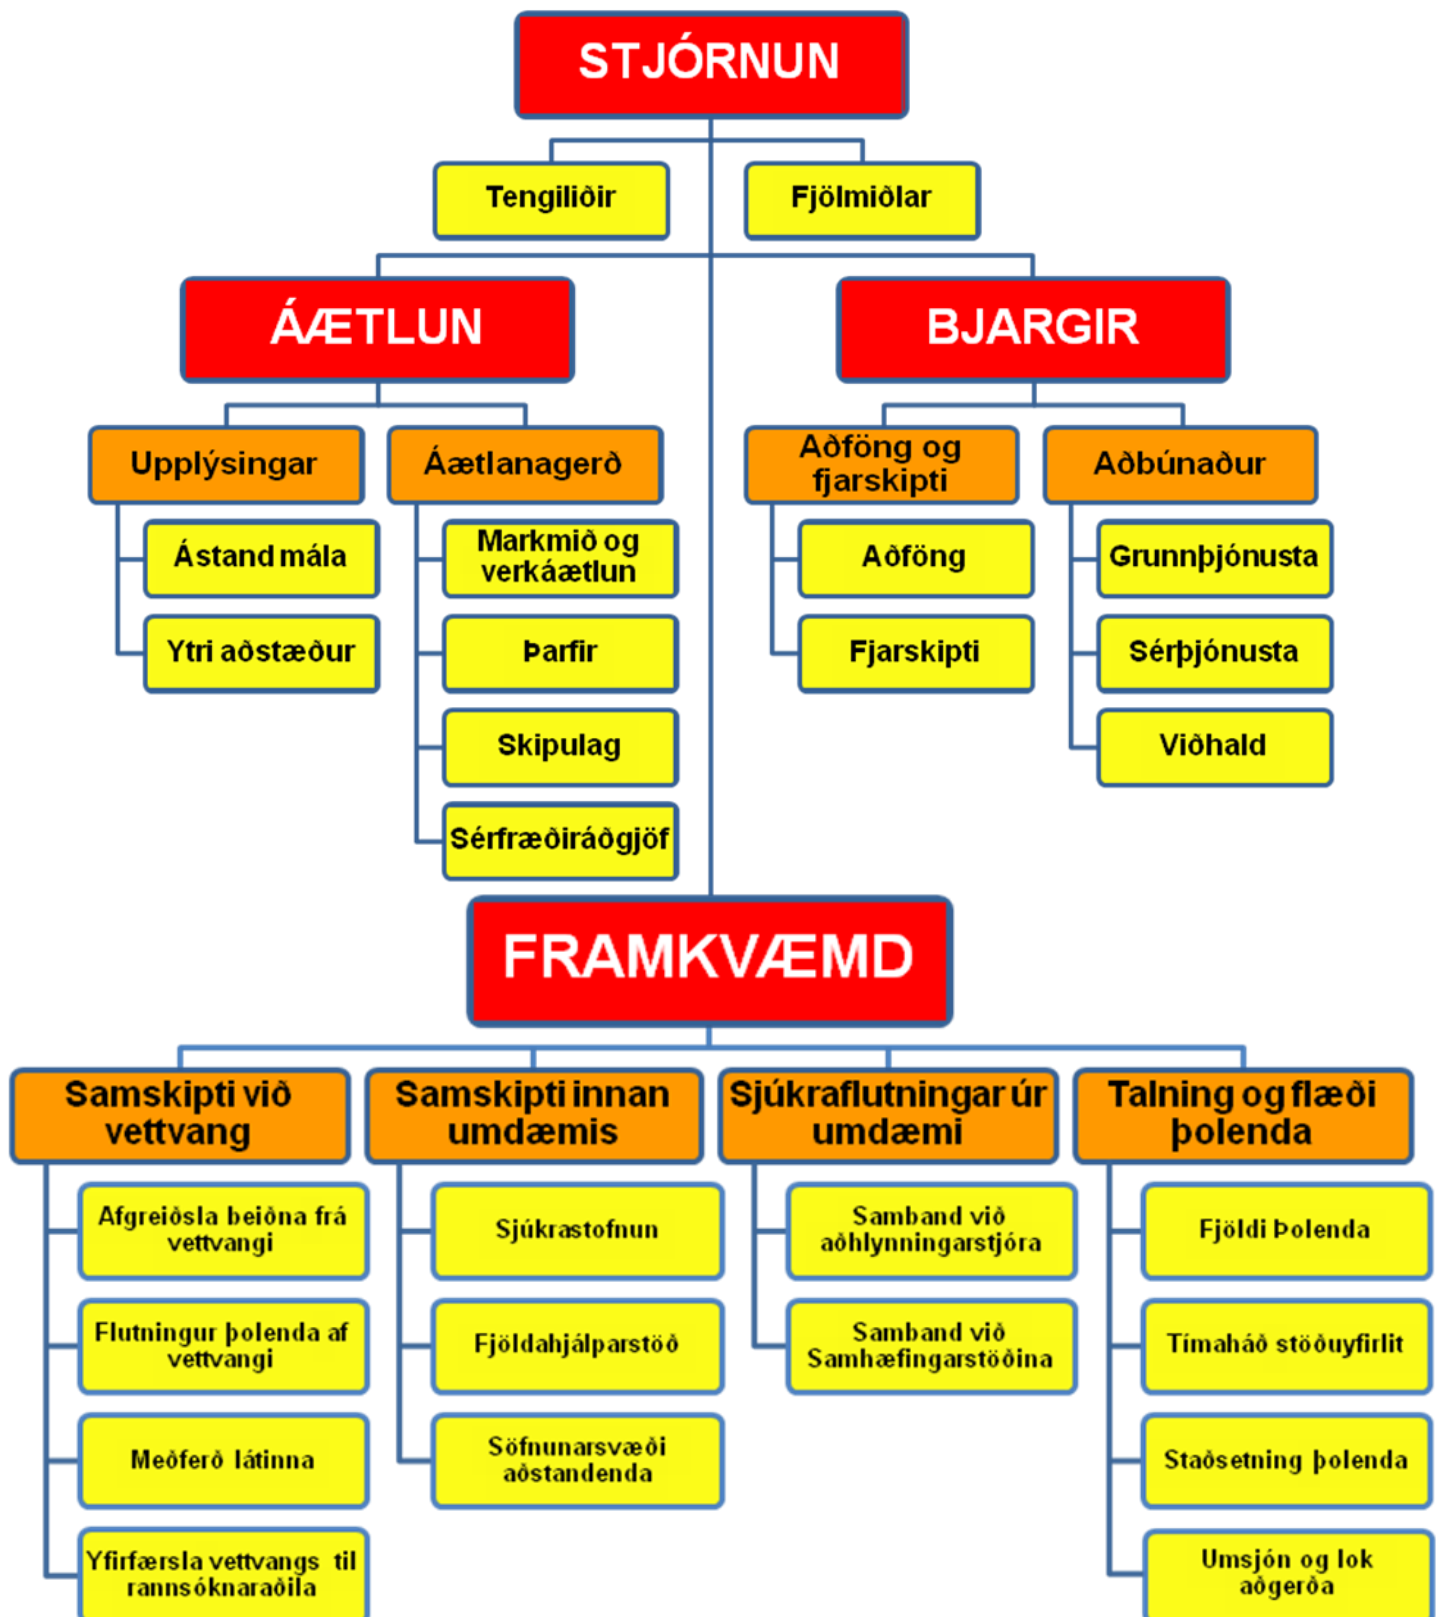 STJÓRNUN
Tengiliðir
Fjölmiðlar
ÁÆTLUN
BJARGIR
Upplýsingar
Áætlanagerð
Aðföng og
fjarskipti
Aðbúnaður
Ástand mála
Ytri aðstæður
Markmið og
verkáætlun
Þarfir
Skipulag
Sérfræðiráðgjöf
Aðföng
Fjarskipti
Grunnþjónusta
Sérþjónusta
Viðhald
FRAMKVÆMD
Samskipti við
vettvang
Samskipti innan
umdæmis
Sjúkraflutningar úr
umdæmi
Talning og flæði
þolenda
Afgreiðsla beiðna frá
vettvangi
Flutningur þolenda af
vettvangi
Meðferð látinna
Yfirfærsla vettvangs til
rannsóknaraðila
Sjúkrastofnun
Fjöldahjálparstöð
Söfnunarsvæði
aðstandenda
Samband við
aðhlynningarstjóra
Samband við
Samhæfingarstöðina
Fjöldi Þolenda
Tímaháð stöðuyfirlit
Staðsetning þolenda
Umsjón og lok
aðgerða